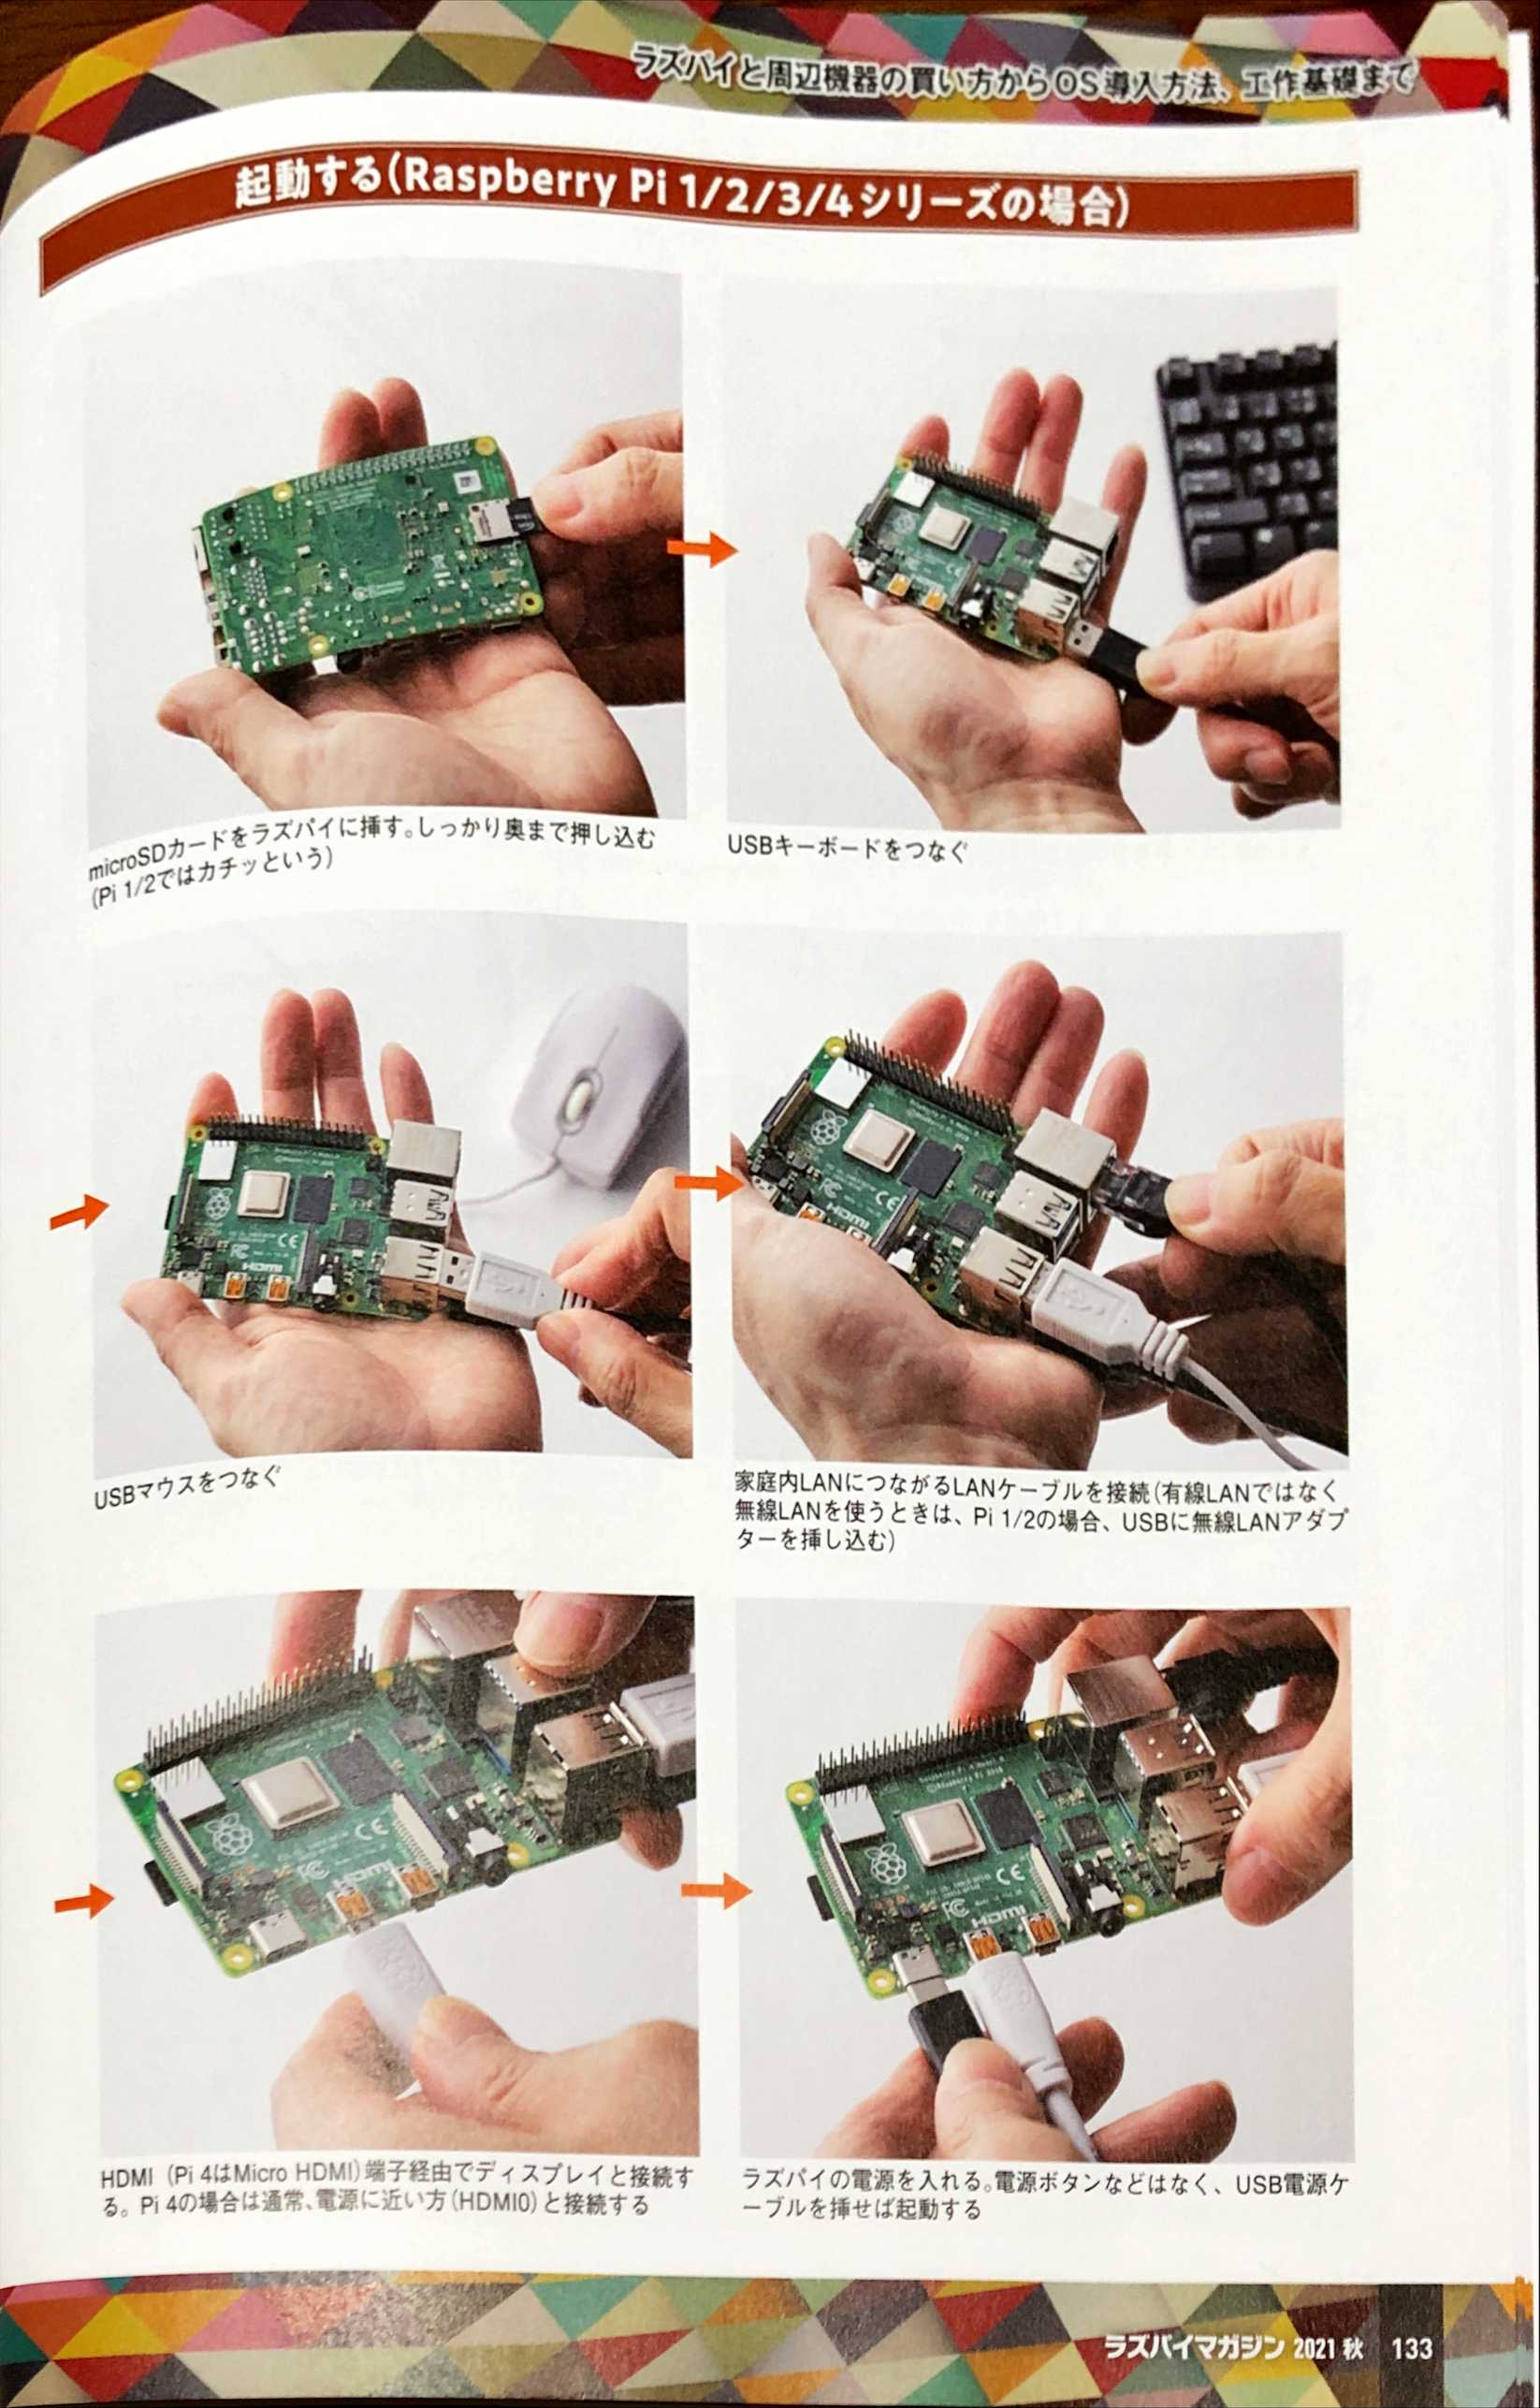 ラズパイと周辺機器の買い方からOS導入方法、工作基礎まで
起動する(Raspberry Pi 1/2/3/4シリーズの場合)
microSDカードをラズパイに挿す。しっかり奥まで押し込む
(Pi 1/2ではカチッという)
USBキーボードをつなぐ
USBマウスをつなぐ
家庭内LANにつながるLANケーブルを接続(有線LANではなく
無線LANを使うときは、Pi 1/2の場合、USBに無線LANアダプ
ターを挿し込む)
HDMI(Pi 4はMicro HDMI)端子経由でディスプレイと接続す
る。Pi 4の場合は通常、電源に近い方(HDMI0)と接続する
ラズパイの電源を入れる。電源ボタンなどはなく、USB電源ケ
ーブルを挿せば起動する
ラズパイマガジン 2021 秋 133